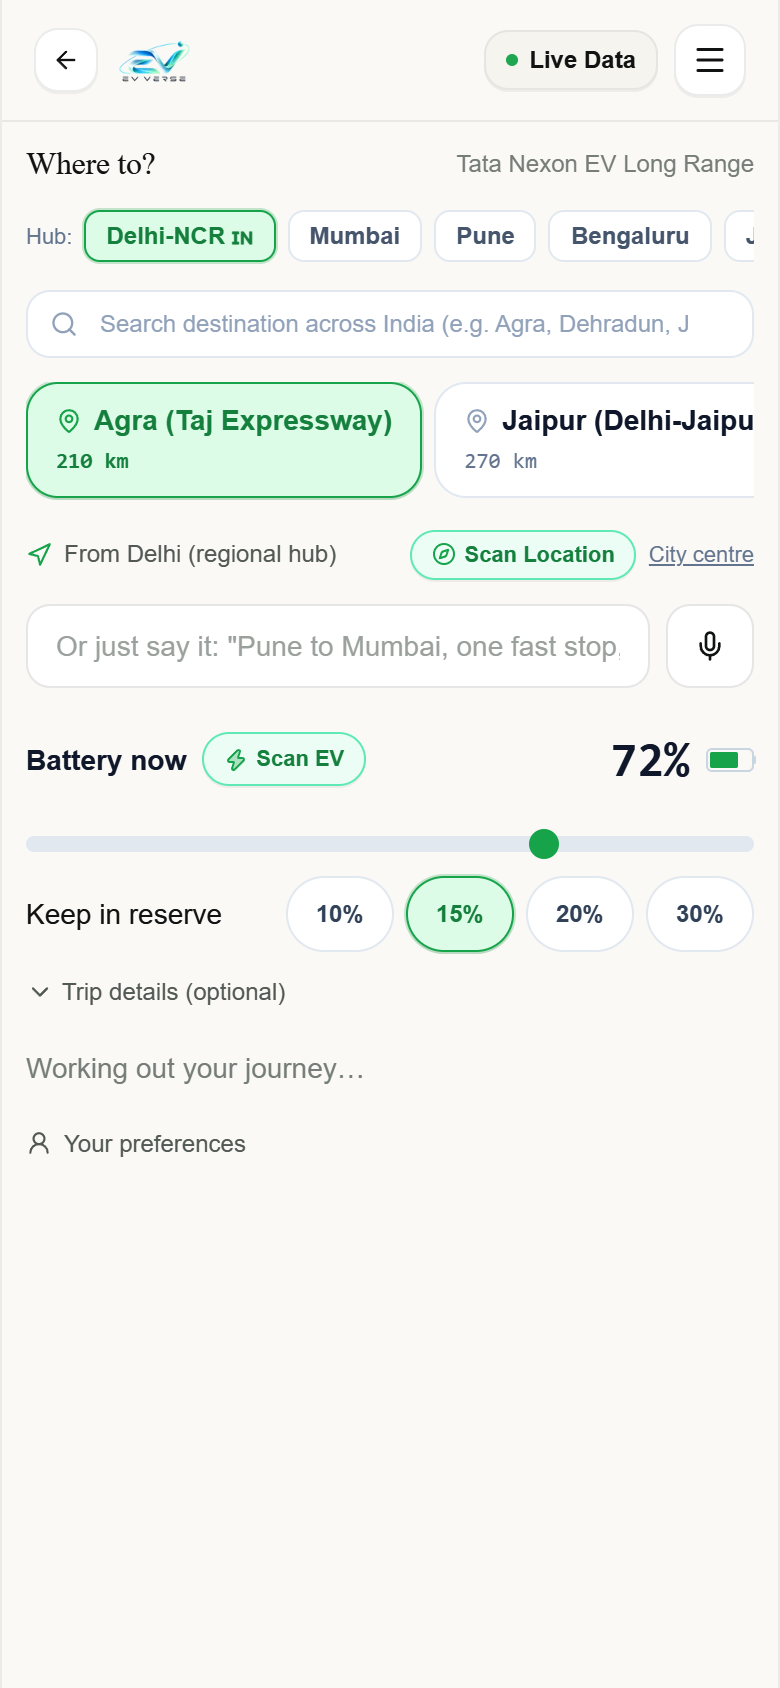 EV VERSE
Live Data
Where to?
Tata Nexon EV Long Range
Hub:
Delhi-NCR IN
Mumbai
Pune
Bengaluru
Search destination across India (e.g. Agra, Dehradun, J
Agra (Taj Expressway)
210 km
Jaipur (Delhi-Jaipu
270 km
From Delhi (regional hub)
Scan Location
City centre
Or just say it: "Pune to Mumbai, one fast stop,
Battery now
Scan EV
72%
Keep in reserve
10%
15%
20%
30%
Trip details (optional)
Working out your journey…
Your preferences